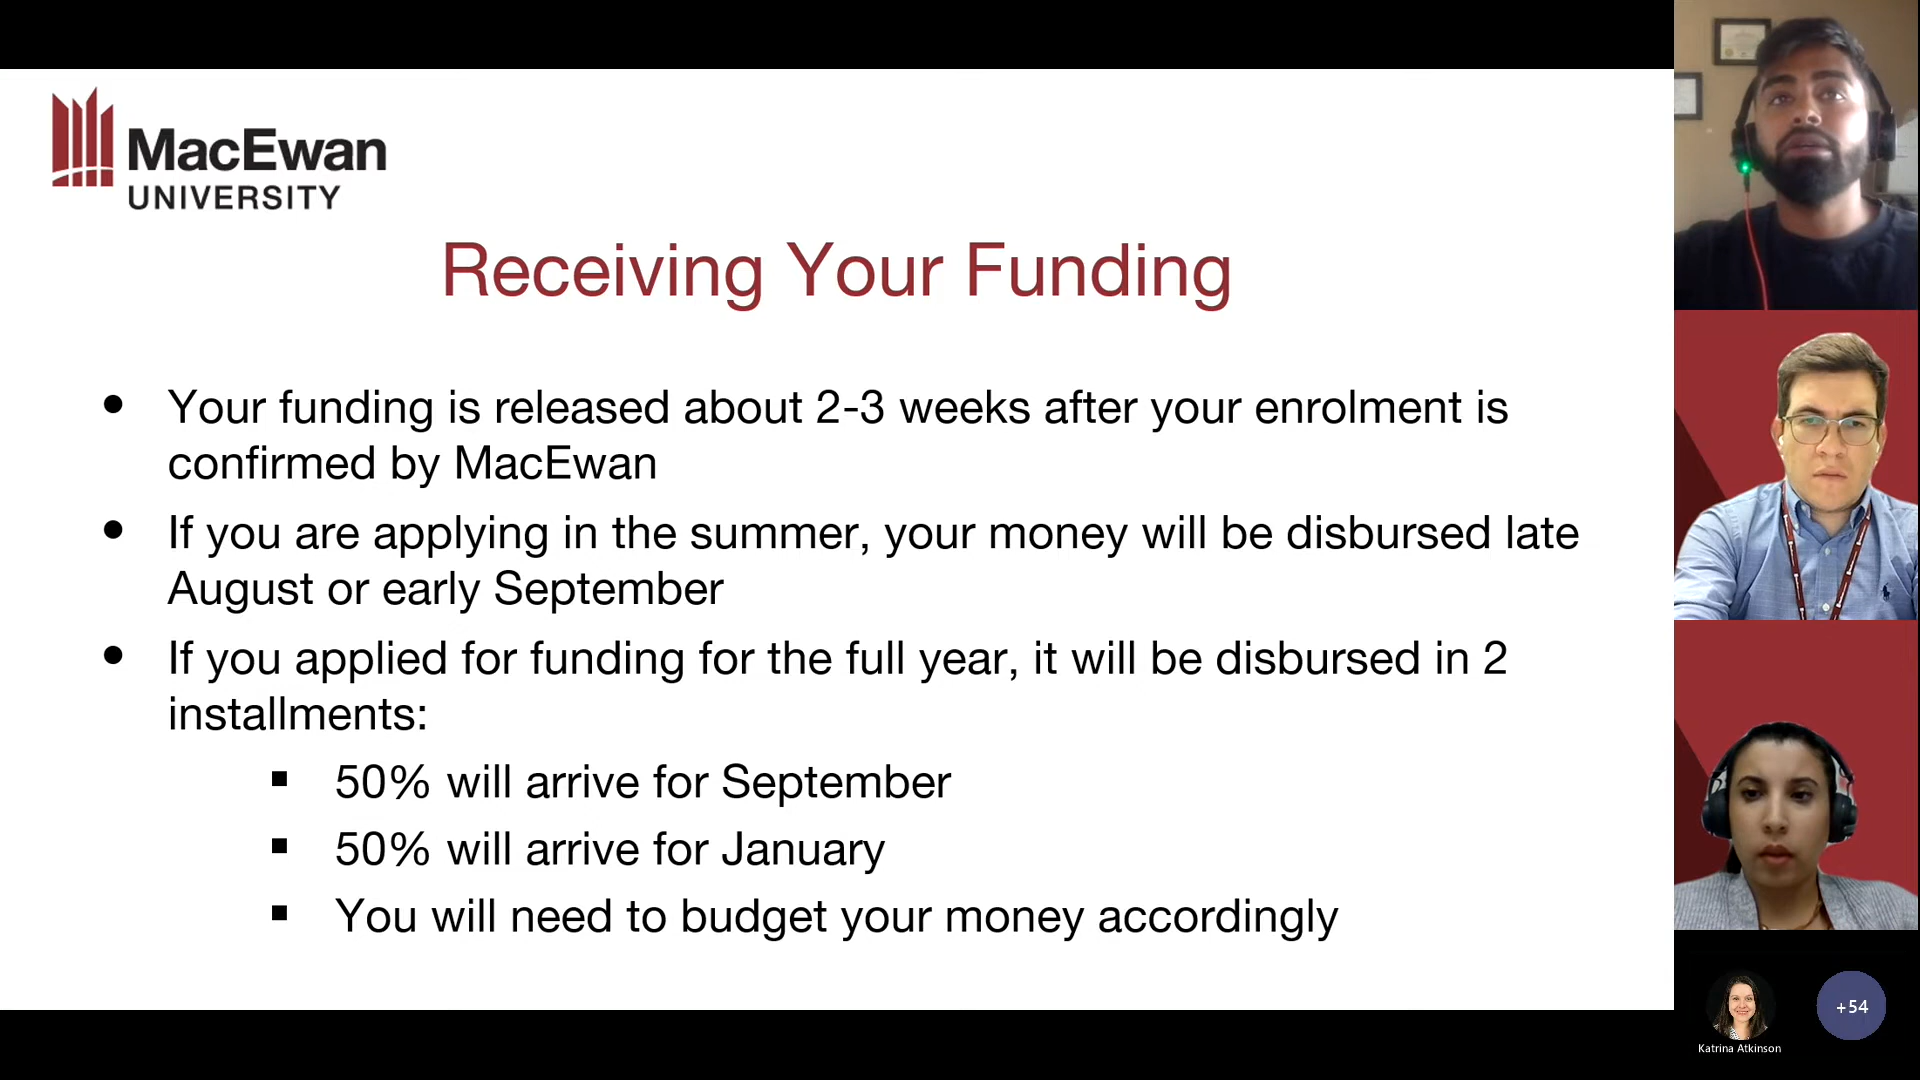 MacEwan
UNIVERSITY
Receiving Your Funding
• Your funding is released about 2-3 weeks after your enrolment is
confirmed by MacEwan
• If you are applying in the summer, your money will be disbursed late
August or early September
• If you applied for funding for the full year, it will be disbursed in 2
installments:
▪ 50% will arrive for September
▪ 50% will arrive for January
▪ You will need to budget your money accordingly
+54
Katrina Atkinson